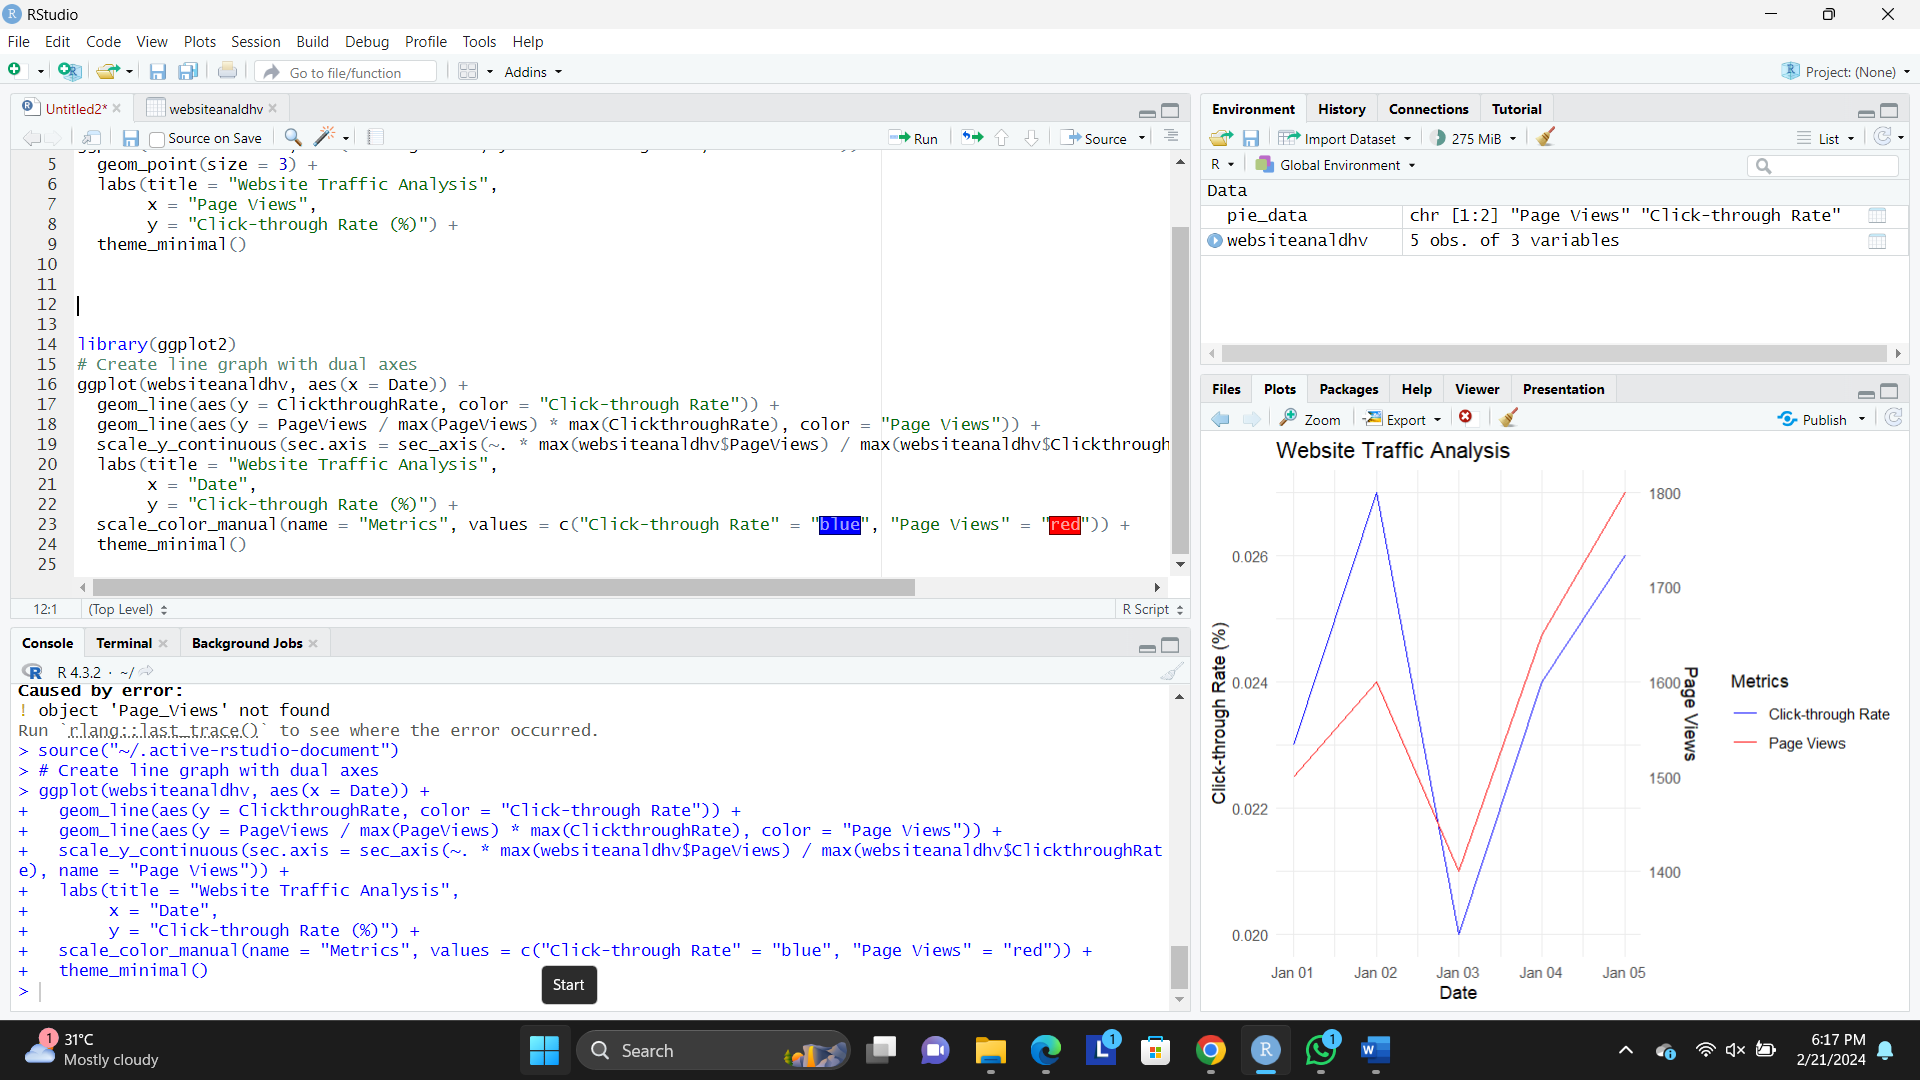 RStudio
File Edit Code View Plots Session Build Debug Profile Tools Help
Go to file/function
Addins
Project: (None)
Untitled2*
websiteanaldhv
Source on Save
Run
Source
5 geom_point(size = 3) +
6 labs(title = "Website Traffic Analysis",
7 x = "Page Views",
8 y = "Click-through Rate (%)") +
9 theme_minimal()
10
11
12
13
14 library(ggplot2)
15 # Create line graph with dual axes
16 ggplot(websiteanaldhv, aes(x = Date)) +
17 geom_line(aes(y = ClickthroughRate, color = "Click-through Rate")) +
18 geom_line(aes(y = PageViews / max(PageViews) * max(ClickthroughRate), color = "Page Views")) +
19 scale_y_continuous(sec.axis = sec_axis(~. * max(websiteanaldhv$PageViews) / max(websiteanaldhv$Clickthrough
20 labs(title = "Website Traffic Analysis",
21 x = "Date",
22 y = "Click-through Rate (%)") +
23 scale_color_manual(name = "Metrics", values = c("Click-through Rate" = "blue", "Page Views" = "red")) +
24 theme_minimal()
25
12:1 (Top Level) R Script
Console Terminal Background Jobs
R 4.3.2 · ~/
Caused by error:
! object 'Page_Views' not found
Run `rlang::last_trace()` to see where the error occurred.
> source("~/.active-rstudio-document")
> # Create line graph with dual axes
> ggplot(websiteanaldhv, aes(x = Date)) +
+ geom_line(aes(y = ClickthroughRate, color = "Click-through Rate")) +
+ geom_line(aes(y = PageViews / max(PageViews) * max(ClickthroughRate), color = "Page Views")) +
+ scale_y_continuous(sec.axis = sec_axis(~. * max(websiteanaldhv$PageViews) / max(websiteanaldhv$ClickthroughRat
e), name = "Page Views")) +
+ labs(title = "Website Traffic Analysis",
+ x = "Date",
+ y = "Click-through Rate (%)") +
+ scale_color_manual(name = "Metrics", values = c("Click-through Rate" = "blue", "Page Views" = "red")) +
+ theme_minimal()
>
Start
Environment History Connections Tutorial
Import Dataset 275 MiB List
R Global Environment
Data
pie_data chr [1:2] "Page Views" "Click-through Rate"
websiteanaldhv 5 obs. of 3 variables
Files Plots Packages Help Viewer Presentation
Zoom Export Publish
Website Traffic Analysis
1800
0.026
1700
Click-through Rate (%)
0.024
1600
Page Views
Metrics
Click-through Rate
Page Views
1500
0.022
1400
0.020
Jan 01 Jan 02 Jan 03 Jan 04 Jan 05
Date
1
31°C
Mostly cloudy
Search
L
1
R
1
W
6:17 PM
2/21/2024